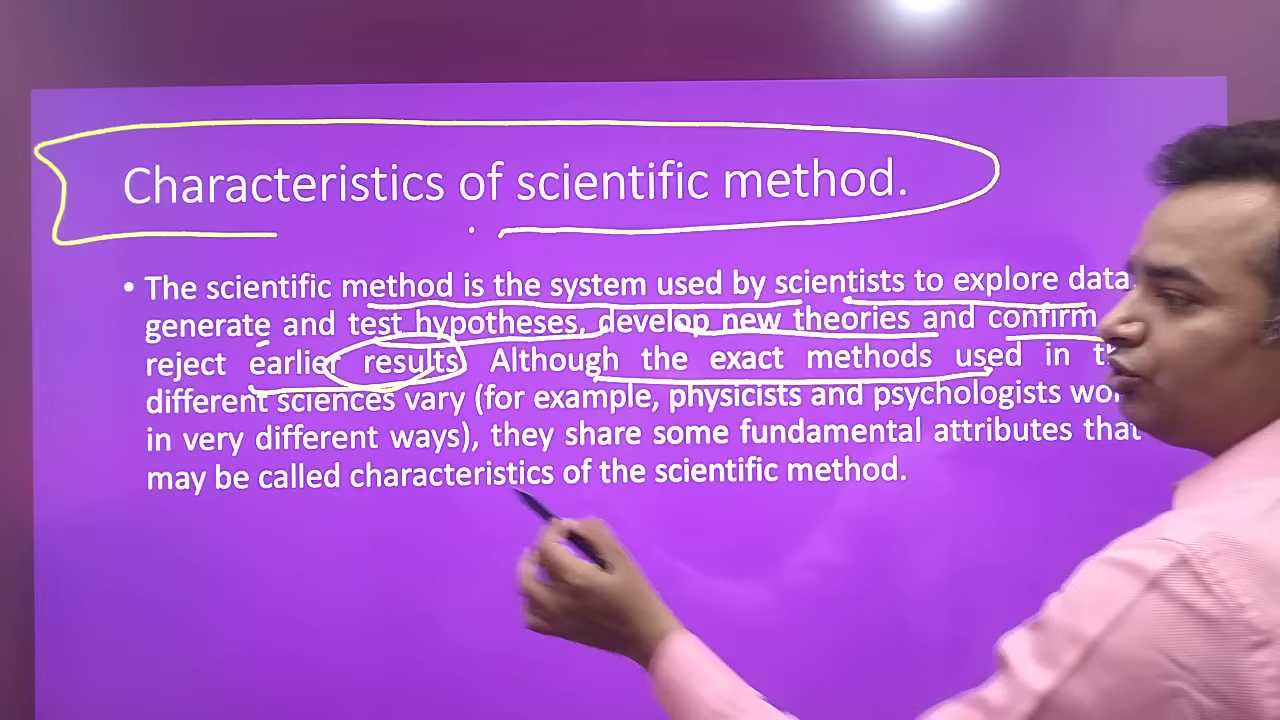 Characteristics of scientific method.
• The scientific method is the system used by scientists to explore data,
generate and test hypotheses, develop new theories and confirm
reject earlier results. Although the exact methods used in
different sciences vary (for example, physicists and psychologists
in very different ways), they share some fundamental attributes that
may be called characteristics of the scientific method.